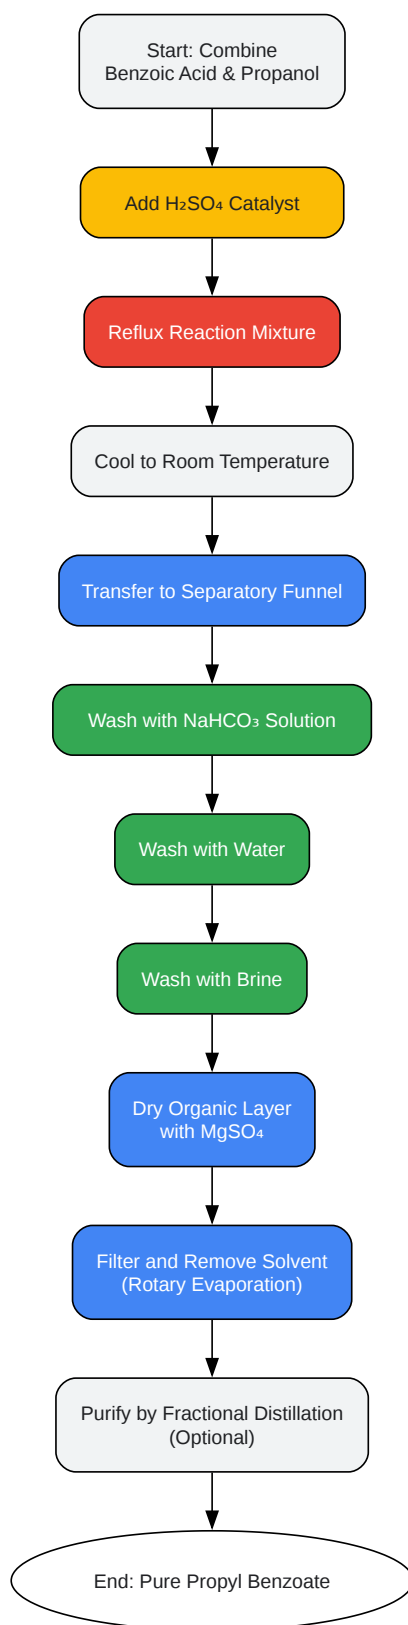 Start: Combine
Benzoic Acid & Propanol
Add H₂SO₄ Catalyst
Reflux Reaction Mixture
Cool to Room Temperature
Transfer to Separatory Funnel
Wash with NaHCO₃ Solution
Wash with Water
Wash with Brine
Dry Organic Layer
with MgSO₄
Filter and Remove Solvent
(Rotary Evaporation)
Purify by Fractional Distillation
(Optional)
End: Pure Propyl Benzoate